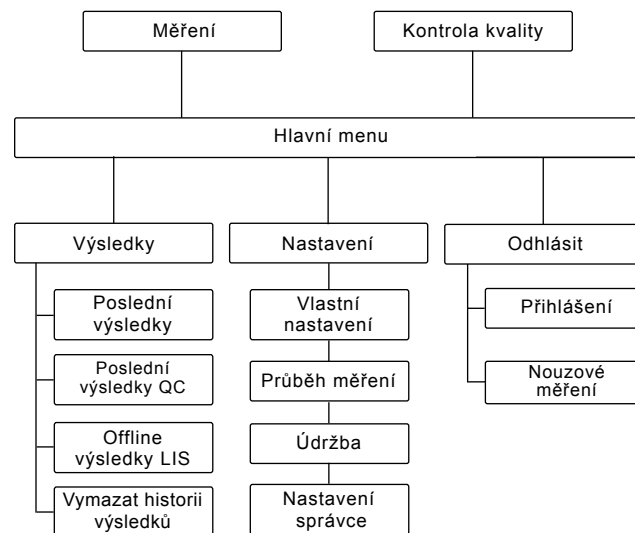 Měření
Kontrola kvality
Hlavní menu
Výsledky
Nastavení
Odhlásit
Poslední
výsledky
Poslední
výsledky QC
Offline
výsledky LIS
Vymazat historii
výsledků
Vlastní
nastavení
Průběh měření
Údržba
Nastavení
správce
Přihlášení
Nouzové
měření